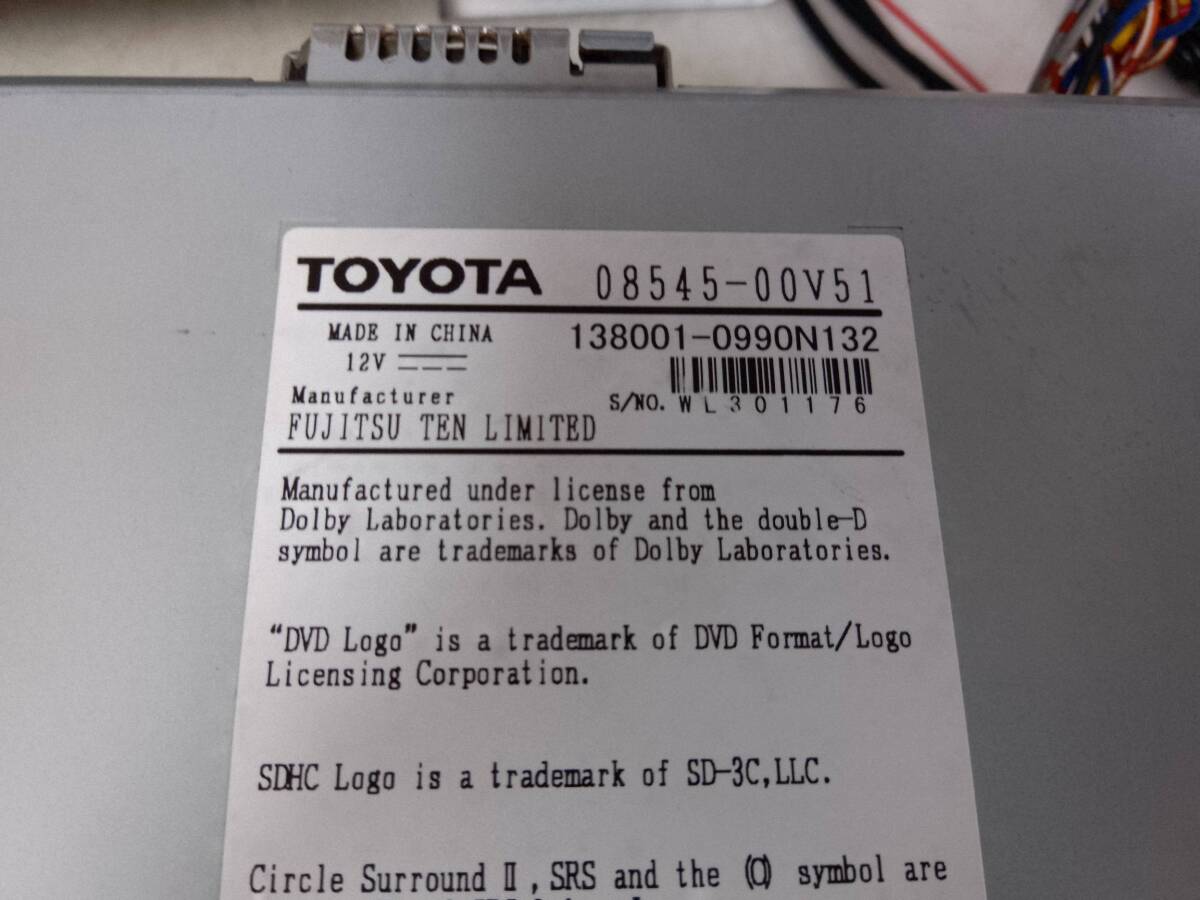 TOYOTA 08545-00V51
MADE IN CHINA 138001-0990N132
12V
Manufacturer S/NO. WL301176
FUJITSU TEN LIMITED
Manufactured under license from
Dolby Laboratories. Dolby and the double-D
symbol are trademarks of Dolby Laboratories.
"DVD Logo" is a trademark of DVD Format/Logo
Licensing Corporation.
SDHC Logo is a trademark of SD-3C,LLC.
Circle Surround Ⅱ, SRS and the symbol are